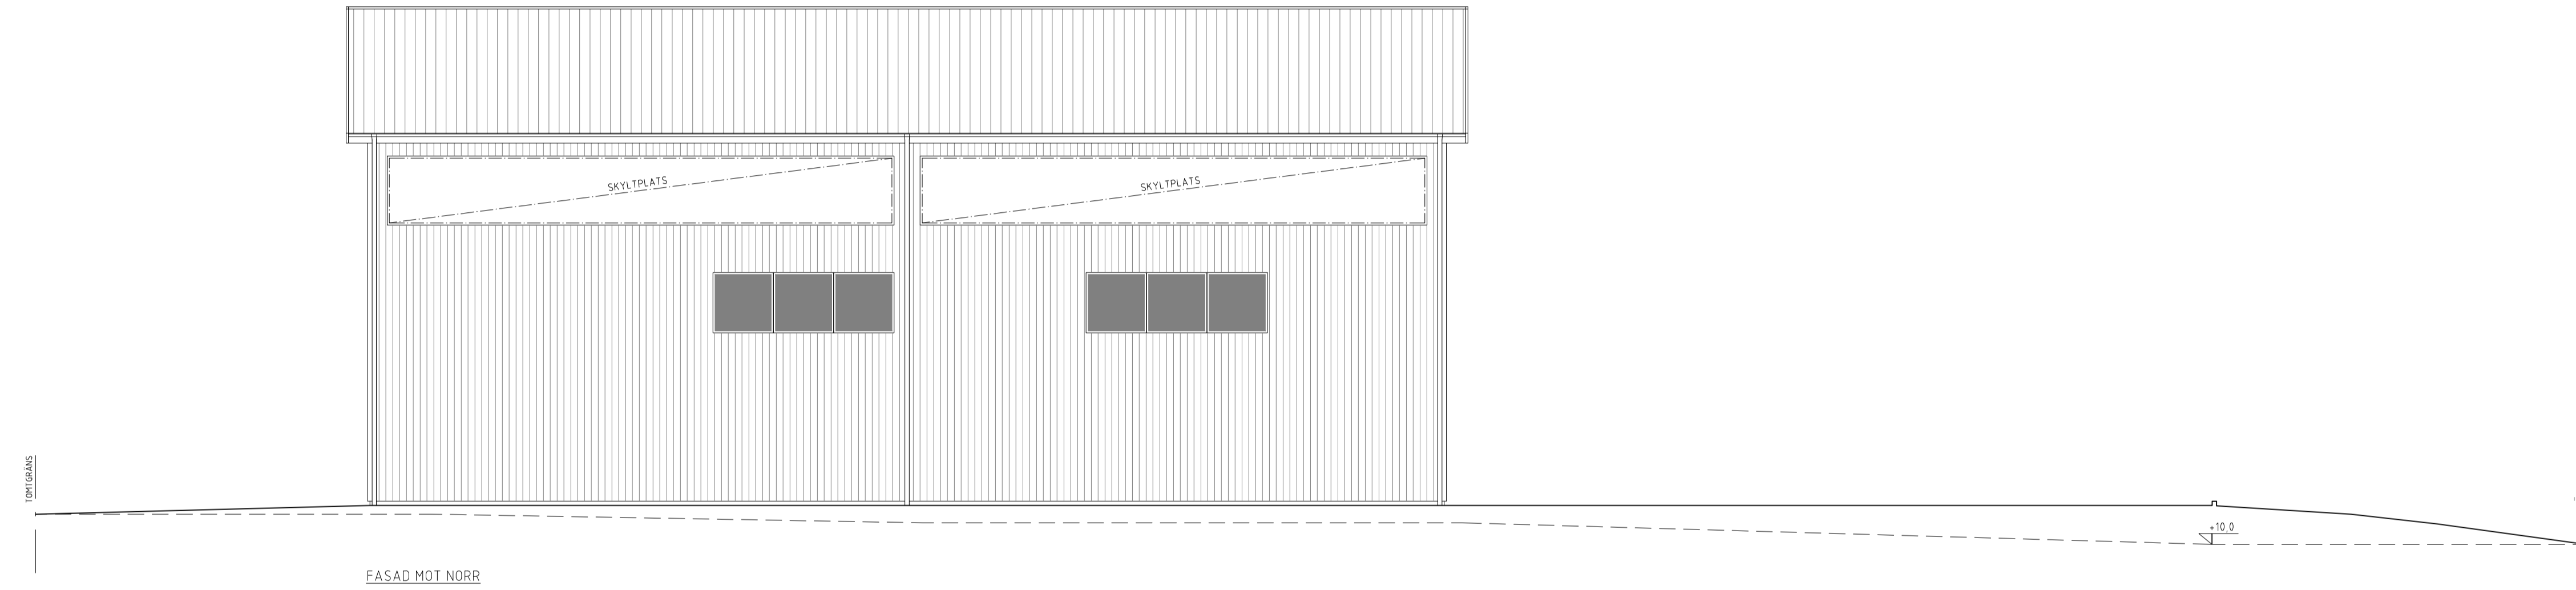 SKYLTPLATS
SKYLTPLATS
TOMTGRÄNS
+10,0
FASAD MOT NORR